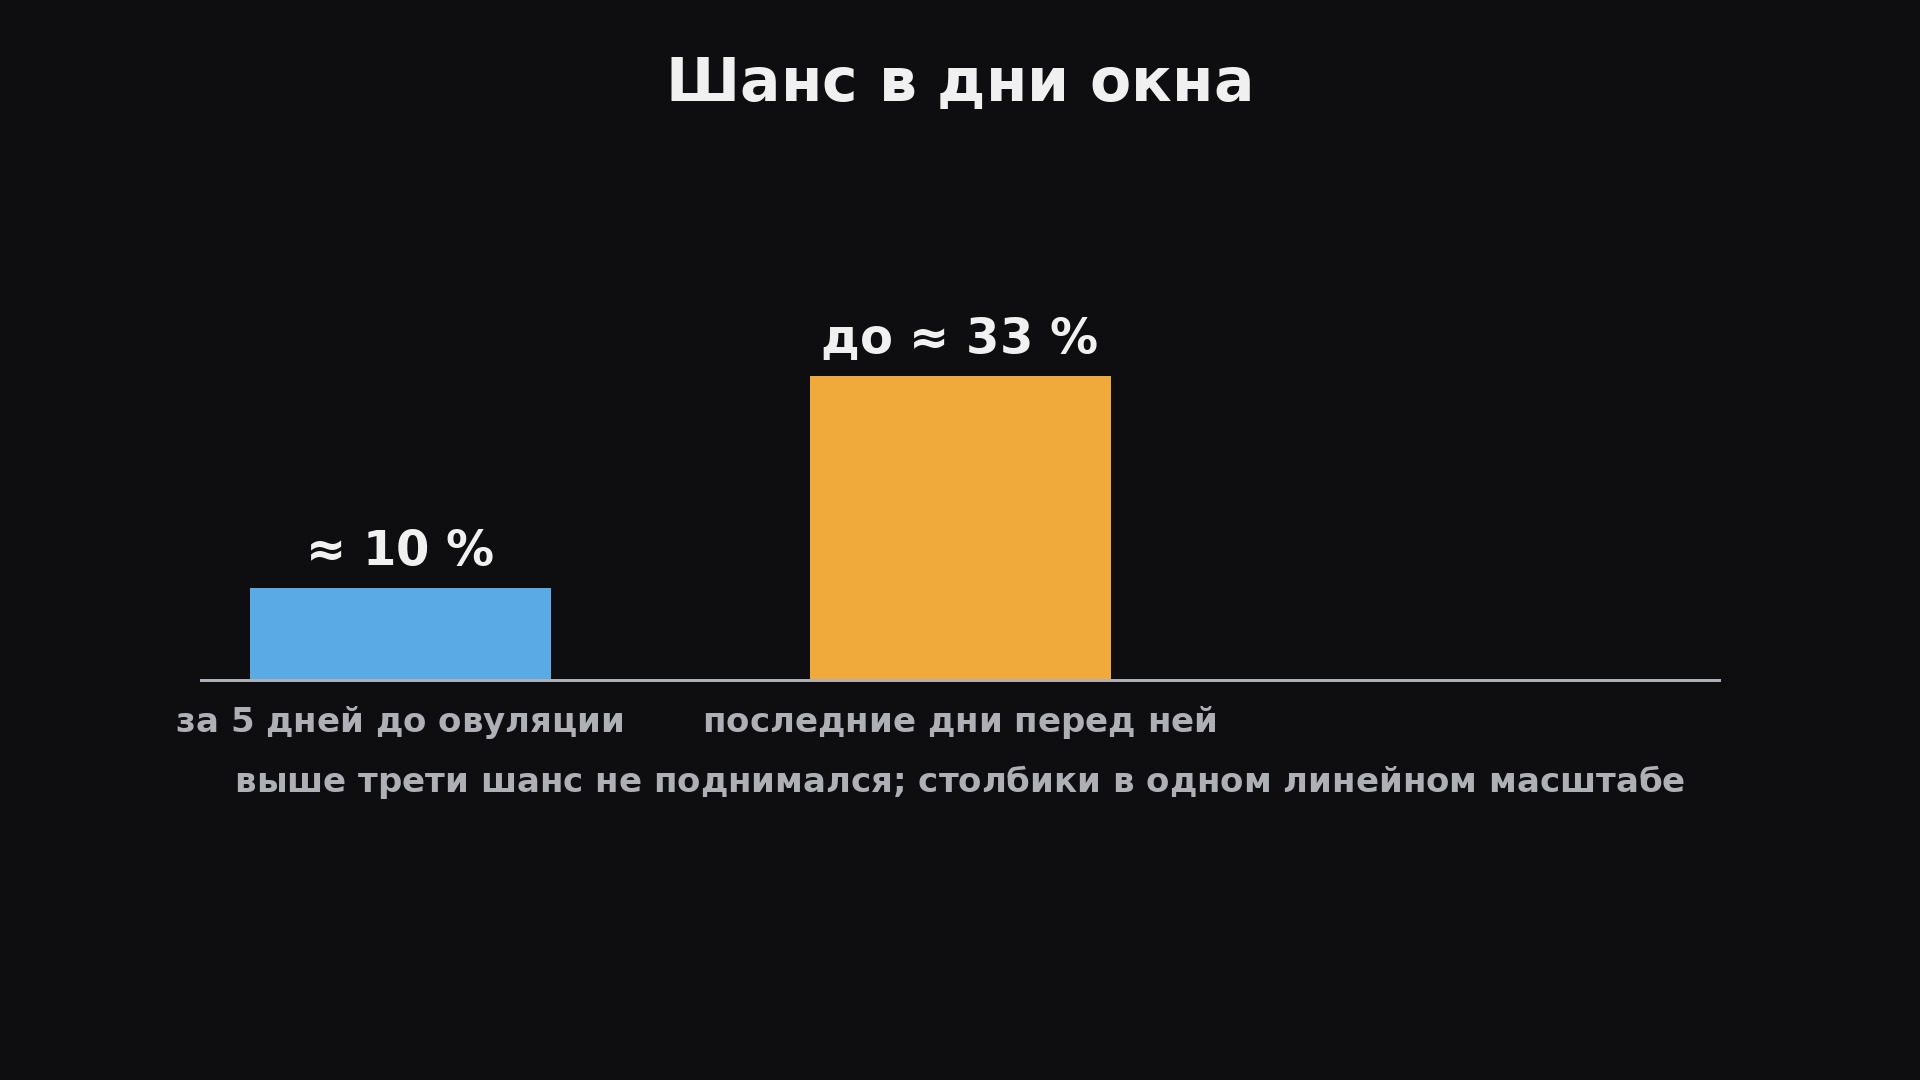 Шанс в дни окна
до ≈ 33 %
≈ 10 %
за 5 дней до овуляции
последние дни перед ней
выше трети шанс не поднимался; столбики в одном линейном масштабе